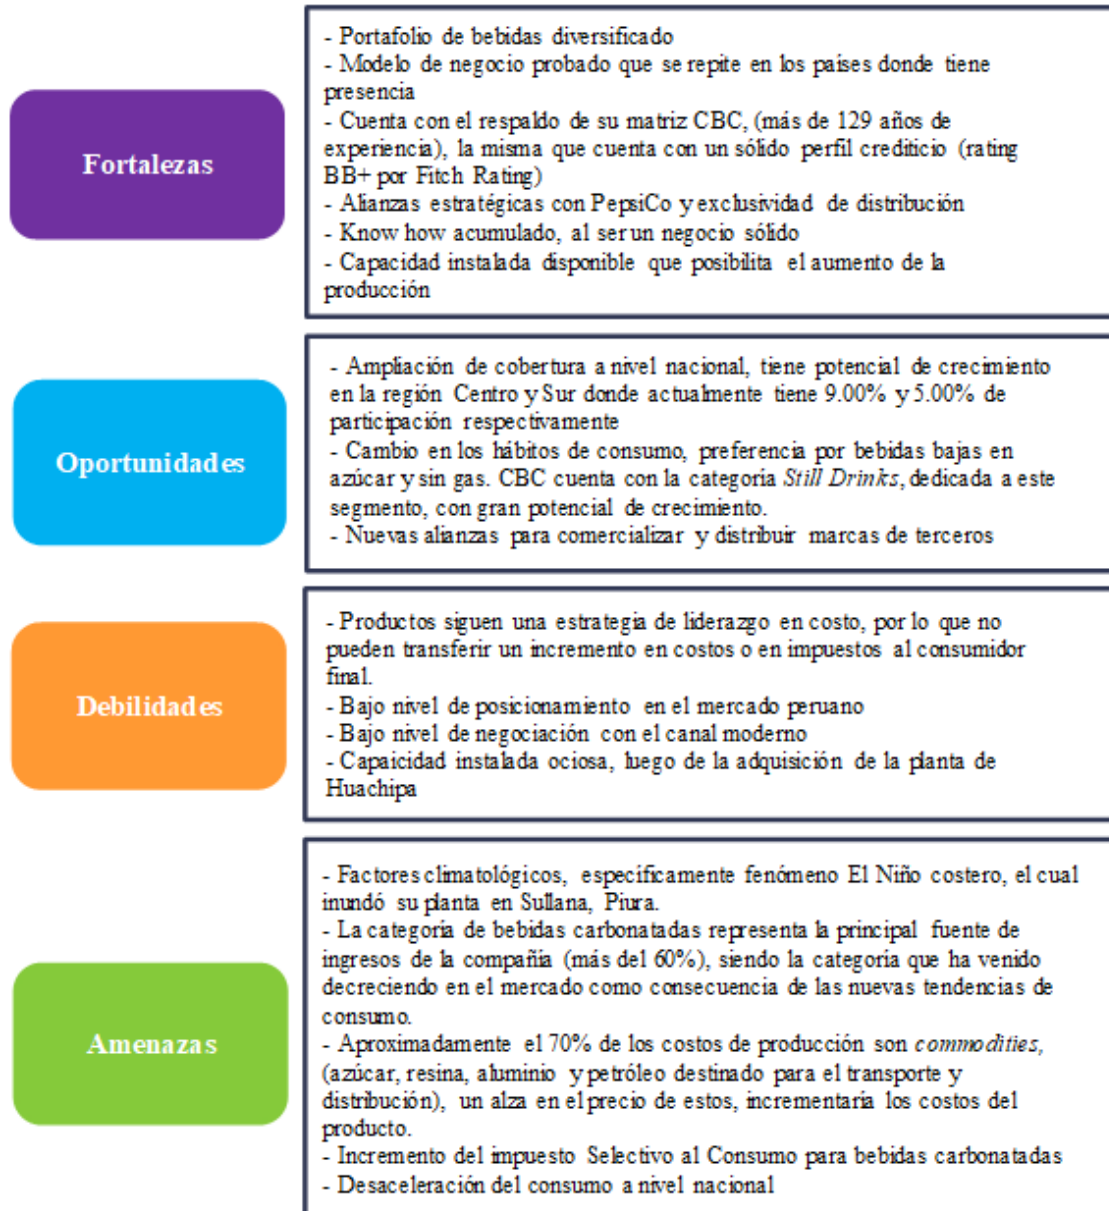 Fortalezas
- Portafolio de bebidas diversificado
- Modelo de negocio probado que se repite en los países donde tiene
presencia
- Cuenta con el respaldo de su matriz CBC, (más de 129 años de
experiencia), la misma que cuenta con un sólido perfil crediticio (rating
BB+ por Fitch Rating)
- Alianzas estratégicas con PepsiCo y exclusividad de distribución
- Know how acumulado, al ser un negocio sólido
- Capacidad instalada disponible que posibilita el aumento de la
producción
Oportunidades
- Ampliación de cobertura a nivel nacional, tiene potencial de crecimiento
en la región Centro y Sur donde actualmente tiene 9.00% y 5.00% de
participación respectivamente
- Cambio en los hábitos de consumo, preferencia por bebidas bajas en
azúcar y sin gas. CBC cuenta con la categoría Still Drinks, dedicada a este
segmento, con gran potencial de crecimiento.
- Nuevas alianzas para comercializar y distribuir marcas de terceros
Debilidades
- Productos siguen una estrategia de liderazgo en costo, por lo que no
pueden transferir un incremento en costos o en impuestos al consumidor
final.
- Bajo nivel de posicionamiento en el mercado peruano
- Bajo nivel de negociación con el canal moderno
- Capaicidad instalada ociosa, luego de la adquisición de la planta de
Huachipa
Amenazas
- Factores climatológicos, específicamente fenómeno El Niño costero, el cual
inundó su planta en Sullana, Piura.
- La categoría de bebidas carbonatadas representa la principal fuente de
ingresos de la compañía (más del 60%), siendo la categoría que ha venido
decreciendo en el mercado como consecuencia de las nuevas tendencias de
consumo.
- Aproximadamente el 70% de los costos de producción son commodities,
(azúcar, resina, aluminio y petróleo destinado para el transporte y
distribución), un alza en el precio de estos, incrementaría los costos del
producto.
- Incremento del impuesto Selectivo al Consumo para bebidas carbonatadas
- Desaceleración del consumo a nivel nacional